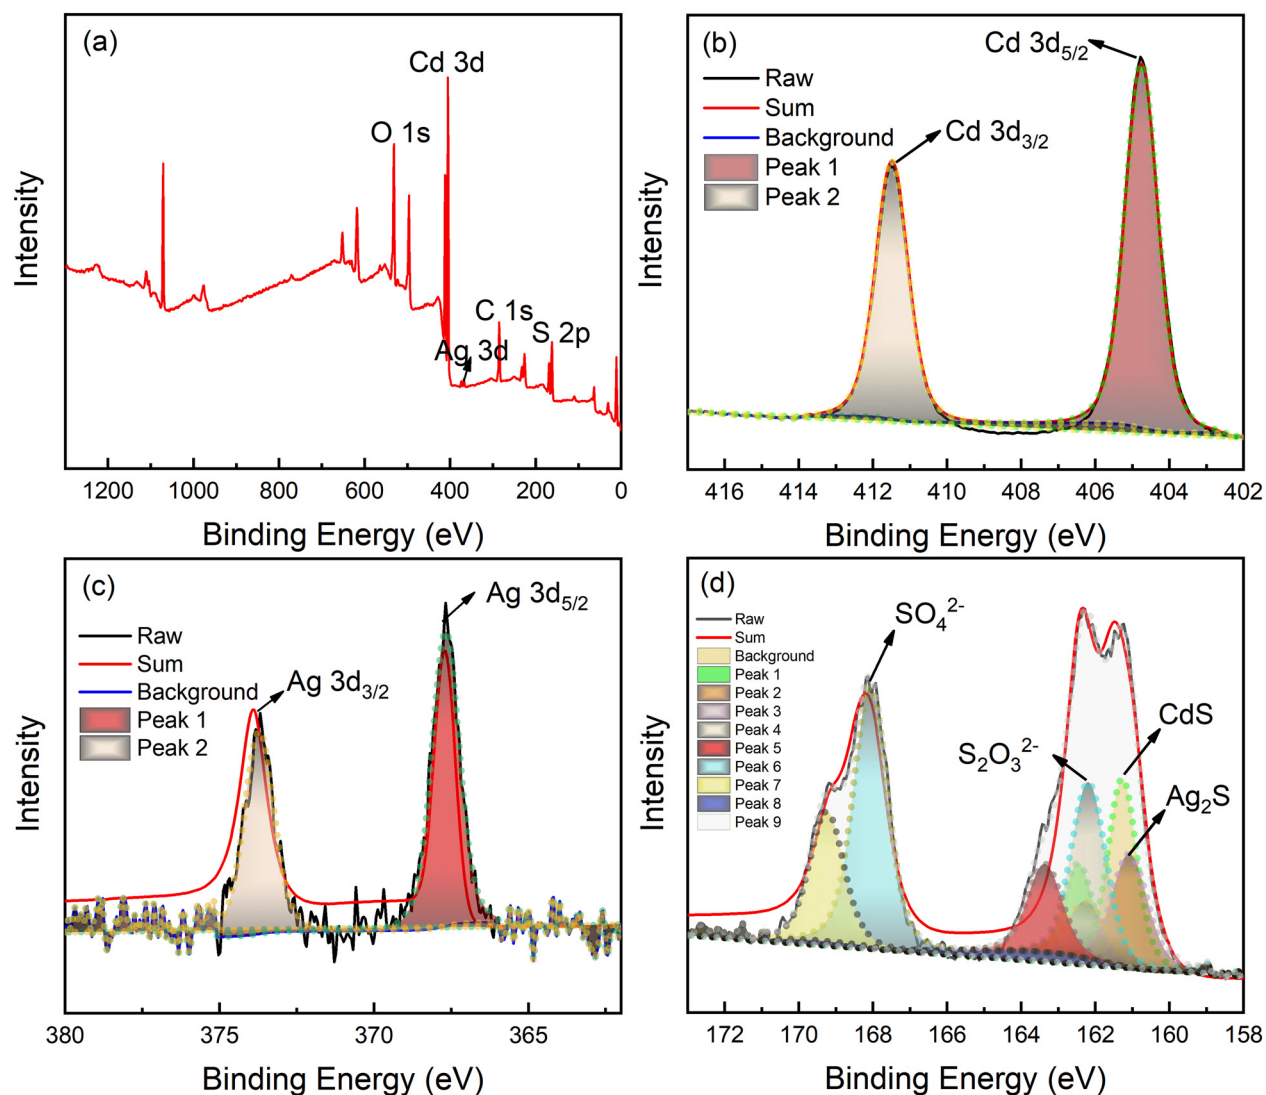 (a)
Cd 3d
O 1s
C 1s
S 2p
Ag 3d
Intensity
1200 1000 800 600 400 200 0
Binding Energy (eV)
(b)
Cd 3d5/2
Raw
Sum
Background
Peak 1
Peak 2
Cd 3d3/2
Intensity
416 414 412 410 408 406 404 402
Binding Energy (eV)
(c)
Ag 3d5/2
Raw
Sum
Background
Peak 1
Peak 2
Ag 3d3/2
Intensity
380 375 370 365
Binding Energy (eV)
(d)
Raw
Sum
Background
Peak 1
Peak 2
Peak 3
Peak 4
Peak 5
Peak 6
Peak 7
Peak 8
Peak 9
SO42-
S2O32-
CdS
Ag2S
Intensity
172 170 168 166 164 162 160 158
Binding Energy (eV)